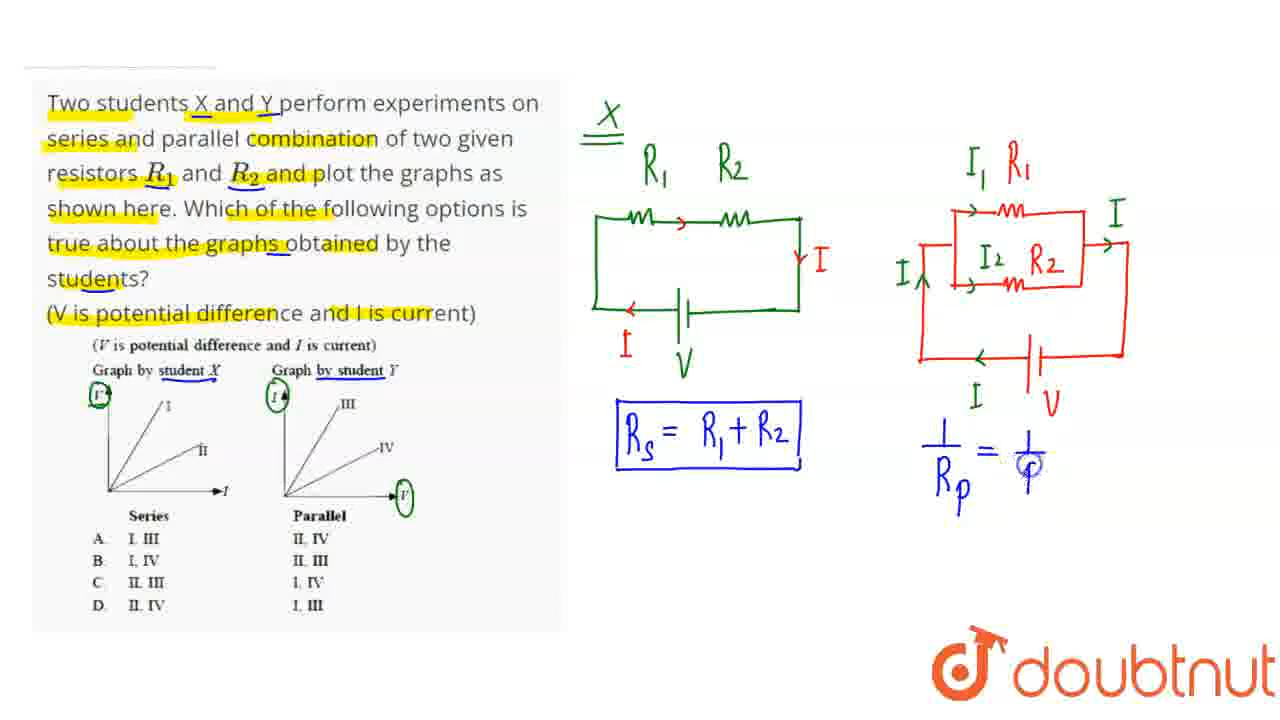 Two students X and Y perform experiments on
series and parallel combination of two given
resistors R₁ and R₂ and plot the graphs as
shown here. Which of the following options is
true about the graphs obtained by the
students?
(V is potential difference and I is current)
(V is potential difference and I is current)
Graph by student X Graph by student Y
V I II I
I III IV V
Series Parallel
A. I. III II, IV
B. I, IV II. III
C. II. III I, IV
D. II. IV I, III
X
R₁ R₂
I
I
V
Rs = R₁ + R₂
I₁ R₁
I
I₂ R₂
I
I
V
1/Rp = 1/
doubtnut